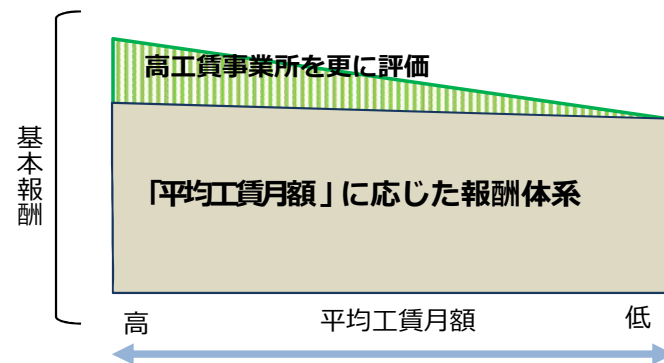 高工賃事業所を更に評価
基本報酬
「平均工賃月額」に応じた報酬体系
高
平均工賃月額
低